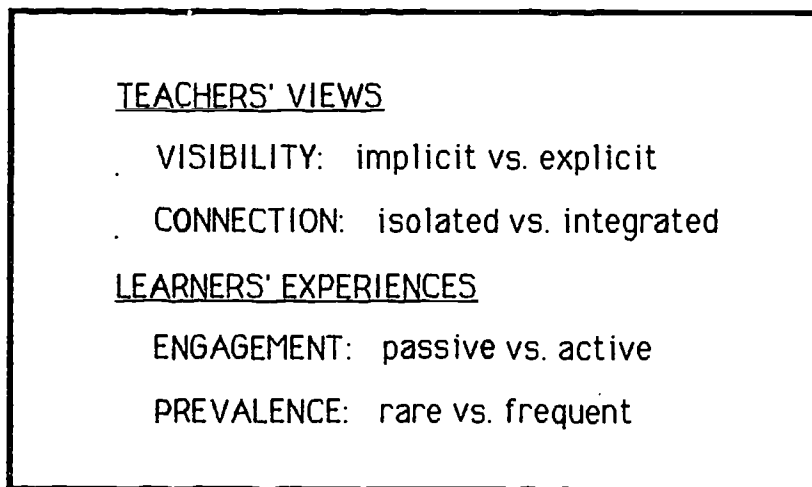 TEACHERS' VIEWS
VISIBILITY: implicit vs. explicit
CONNECTION: isolated vs. integrated
LEARNERS' EXPERIENCES
ENGAGEMENT: passive vs. active
PREVALENCE: rare vs. frequent